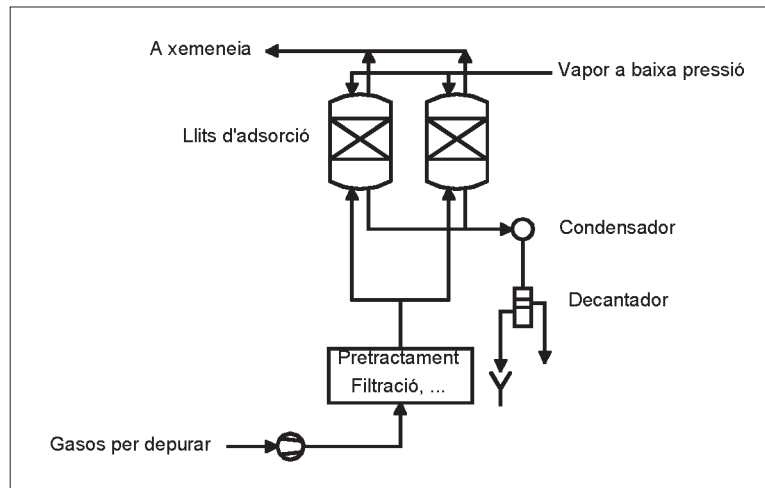 A xemeneia
Vapor a baixa pressió
Llits d'adsorció
Condensador
Decantador
Pretractament
Filtració, ...
Gasos per depurar